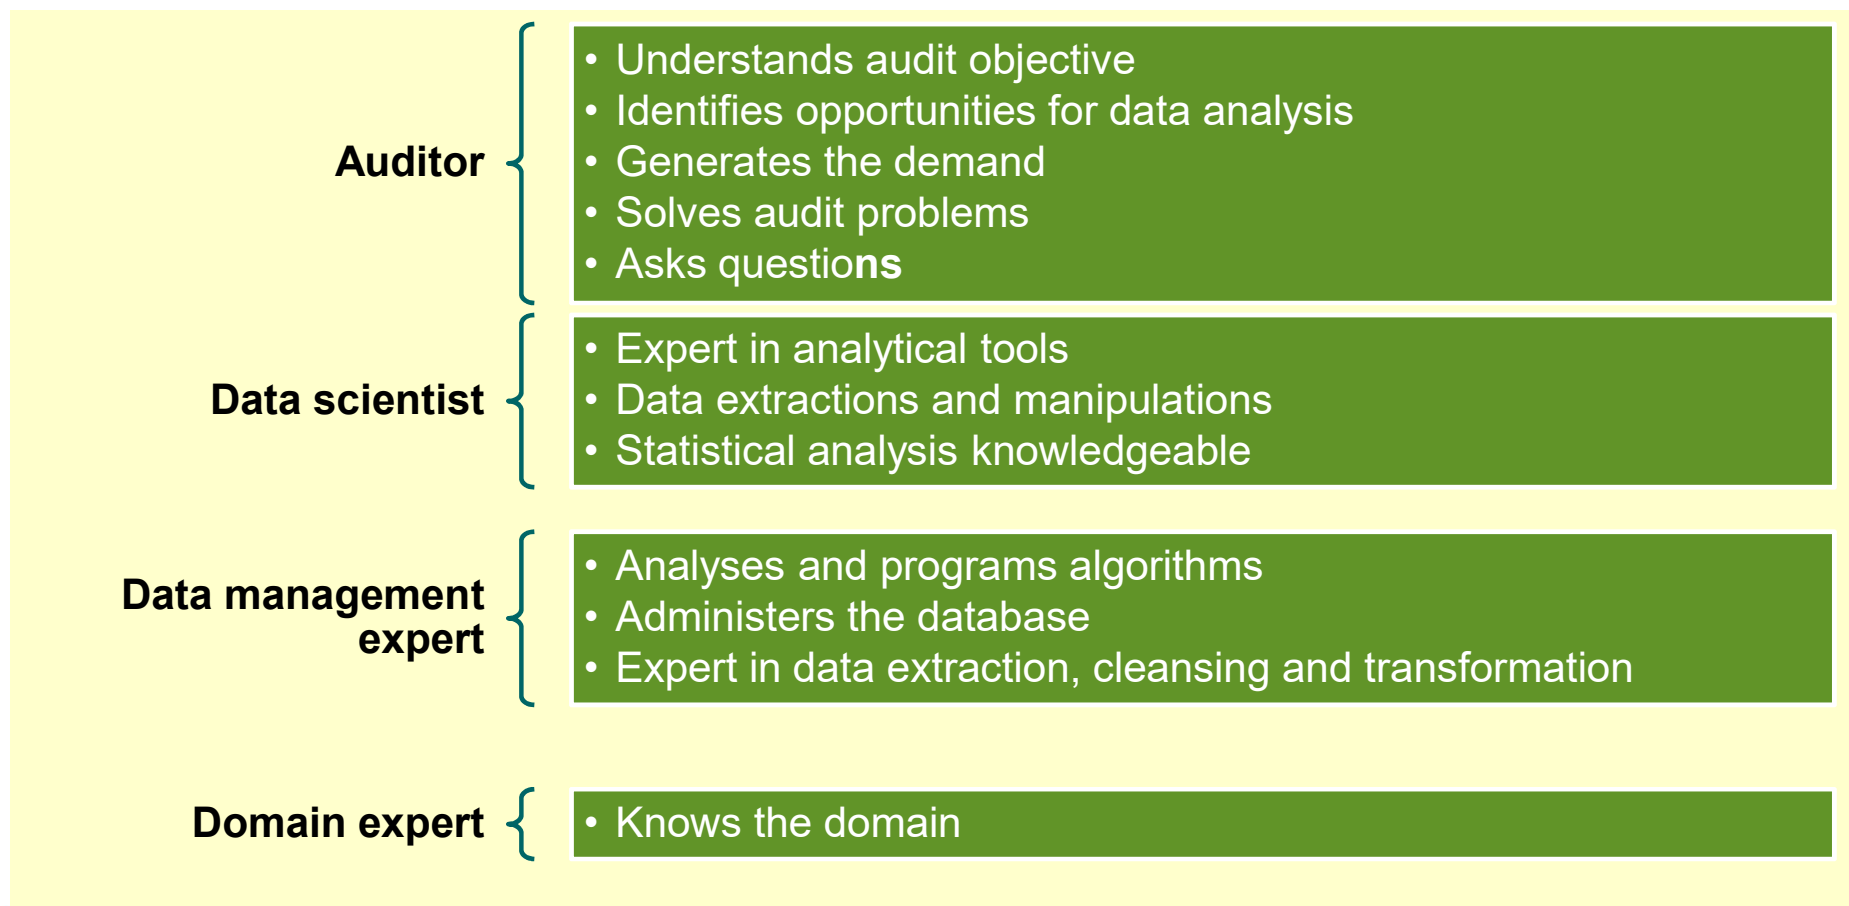 Auditor
• Understands audit objective
• Identifies opportunities for data analysis
• Generates the demand
• Solves audit problems
• Asks questions
Data scientist
• Expert in analytical tools
• Data extractions and manipulations
• Statistical analysis knowledgeable
Data management
expert
• Analyses and programs algorithms
• Administers the database
• Expert in data extraction, cleansing and transformation
Domain expert
• Knows the domain